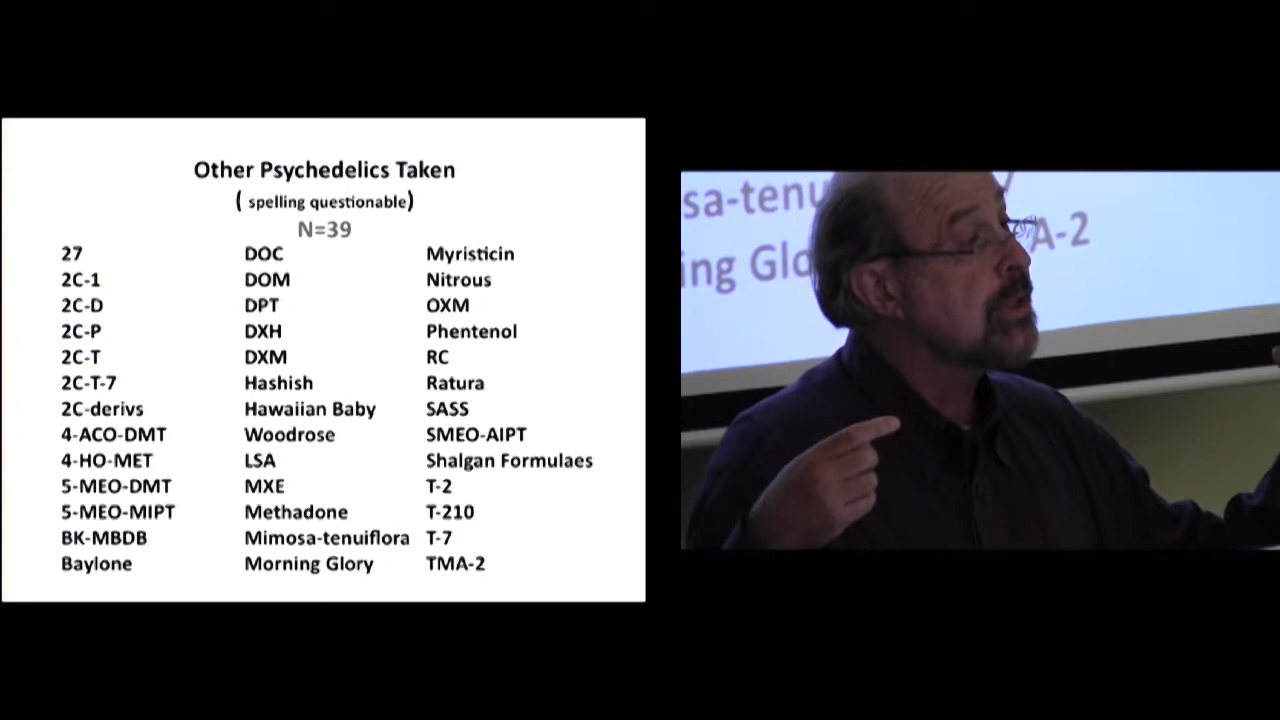 Other Psychedelics Taken
( spelling questionable)
N=39
27
2C-1
2C-D
2C-P
2C-T
2C-T-7
2C-derivs
4-ACO-DMT
4-HO-MET
5-MEO-DMT
5-MEO-MIPT
BK-MBDB
Baylone
DOC
DOM
DPT
DXH
DXM
Hashish
Hawaiian Baby
Woodrose
LSA
MXE
Methadone
Mimosa-tenuiflora
Morning Glory
Myristicin
Nitrous
OXM
Phentenol
RC
Ratura
SASS
SMEO-AIPT
Shalgan Formulaes
T-2
T-210
T-7
TMA-2
sa-tenu
ing Glo
A-2